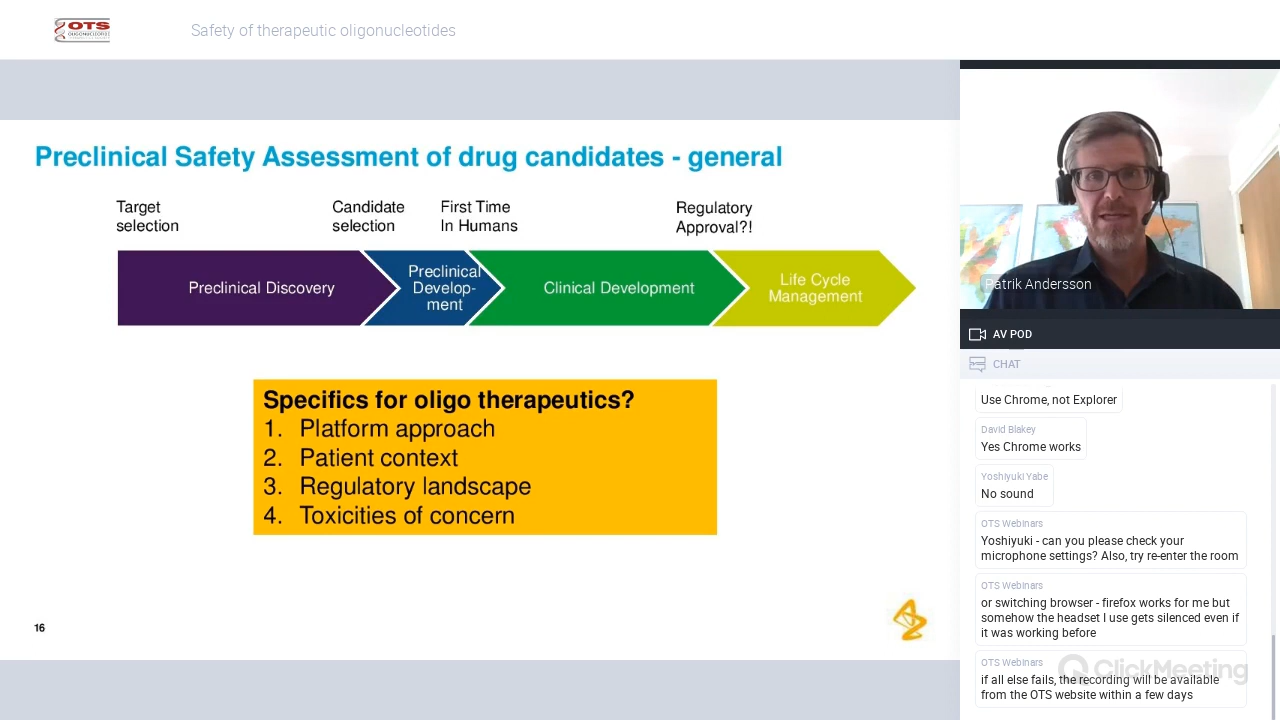 OTS
OLIGONUCLEOTIDE
Safety of therapeutic oligonucleotides
Preclinical Safety Assessment of drug candidates - general
Target
selection
Candidate
selection
First Time
In Humans
Regulatory
Approval?!
Preclinical Discovery
Preclinical
Develop-
ment
Clinical Development
Life Cycle
Management
Specifics for oligo therapeutics?
1. Platform approach
2. Patient context
3. Regulatory landscape
4. Toxicities of concern
16
Patrik Andersson
AV POD
CHAT
Use Chrome, not Explorer
David Blakey
Yes Chrome works
Yoshiyuki Yabe
No sound
OTS Webinars
Yoshiyuki - can you please check your
microphone settings? Also, try re-enter the room
OTS Webinars
or switching browser - firefox works for me but
somehow the headset I use gets silenced even if
it was working before
OTS Webinars
if all else fails, the recording will be available
from the OTS website within a few days
ClickMeeting